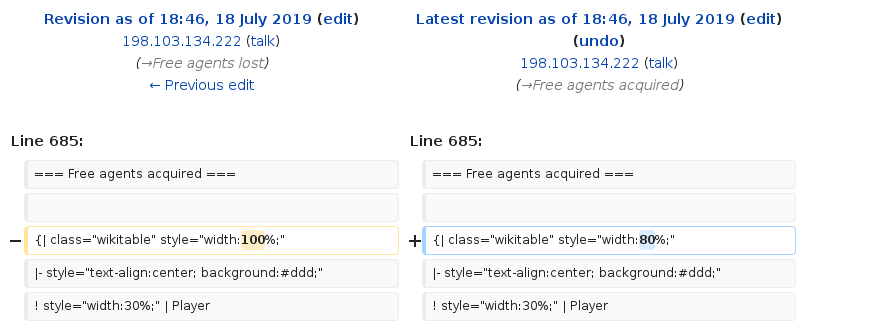 Revision as of 18:46, 18 July 2019 (edit)
198.103.134.222 (talk)
(→Free agents lost)
← Previous edit
Latest revision as of 18:46, 18 July 2019 (edit)
(undo)
198.103.134.222 (talk)
(→Free agents acquired)
Line 685:
Line 685:
=== Free agents acquired ===
=== Free agents acquired ===
− {| class="wikitable" style="width:100%;"
+ {| class="wikitable" style="width:80%;"
|- style="text-align:center; background:#ddd;"
|- style="text-align:center; background:#ddd;"
! style="width:30%;" | Player
! style="width:30%;" | Player